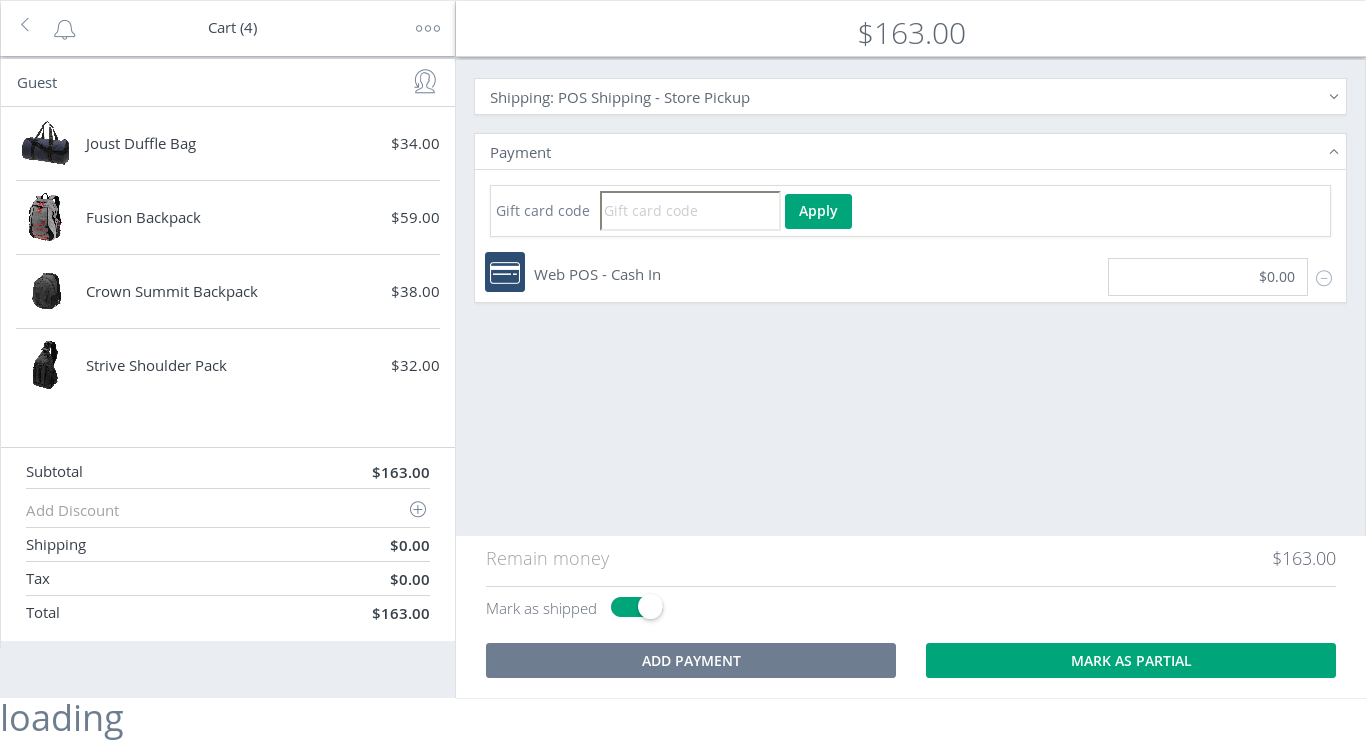 Cart (4)
$163.00
Guest
Joust Duffle Bag $34.00
Fusion Backpack $59.00
Crown Summit Backpack $38.00
Strive Shoulder Pack $32.00
Subtotal $163.00
Add Discount
Shipping $0.00
Tax $0.00
Total $163.00
Shipping: POS Shipping - Store Pickup
Payment
Gift card code Gift card code Apply
Web POS - Cash In $0.00
Remain money $163.00
Mark as shipped
ADD PAYMENT MARK AS PARTIAL
loading